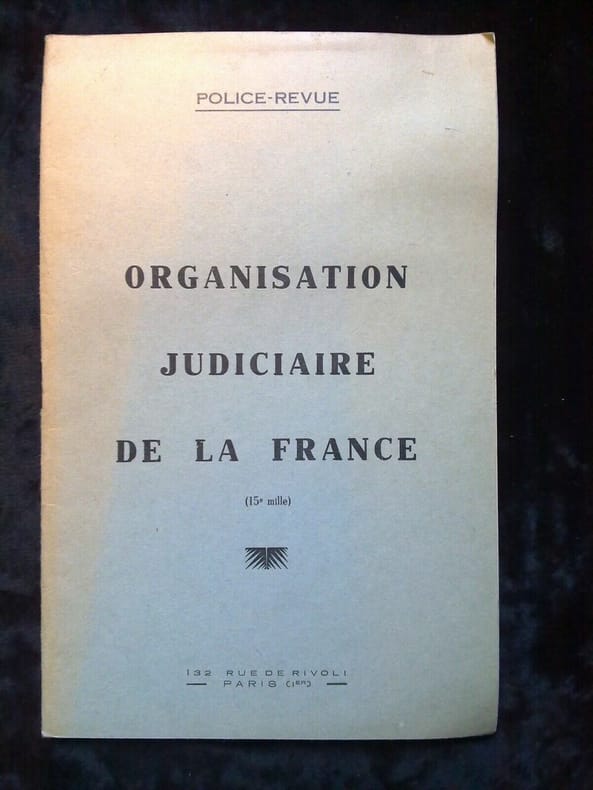 POLICE-REVUE
ORGANISATION
JUDICIAIRE
DE LA FRANCE
(15e mille)
132 RUE DE RIVOLI
— PARIS (1ER) —